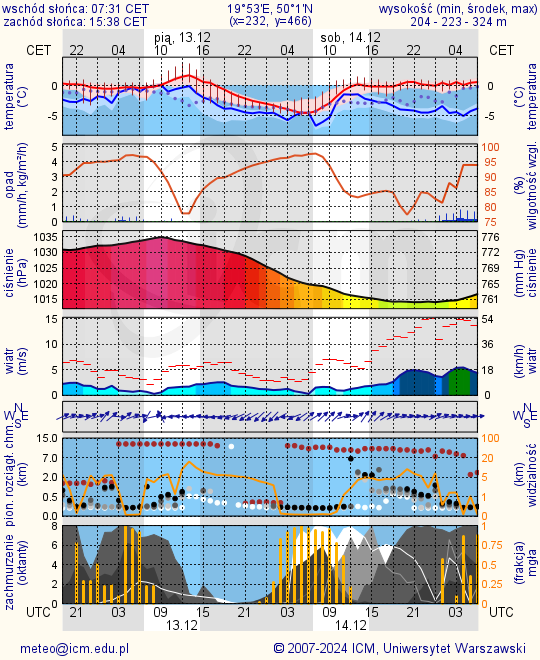 wschód słońca: 07:31 CET 19°53'E, 50°1'N wysokość (min, środek, max)
zachód słońca: 15:38 CET (x=232, y=466) 204 - 223 - 324 m
pią, 13.12 sob, 14.12
CET 22 04 10 16 22 04 10 16 22 04 CET
temperatura (°C) 0 -5 0 -5 temperatura (°C)
opad (mm/h, kg/m²/h) 5 4 3 2 1 0 100 95 90 85 80 75 (%) wilgotność wzgl.
ciśnienie (hPa) 1035 1030 1025 1020 1015 776 772 769 765 761 (mm Hg) ciśnienie
wiatr (m/s) 15 10 5 0 54 36 18 0 (km/h) wiatr
N W E S N W E S
pion. rozciągł. chm. (km) 15.0 7.0 2.0 0.5 0.0 100 20 5 1 0 (km) widzialność
zachmurzenie (oktanty) 8 6 4 2 0 1 0.75 0.5 0.25 0 (frakcja) mgła
UTC 21 03 09 15 21 03 09 15 21 03 UTC
13.12 14.12
meteo@icm.edu.pl © 2007-2024 ICM, Uniwersytet Warszawski